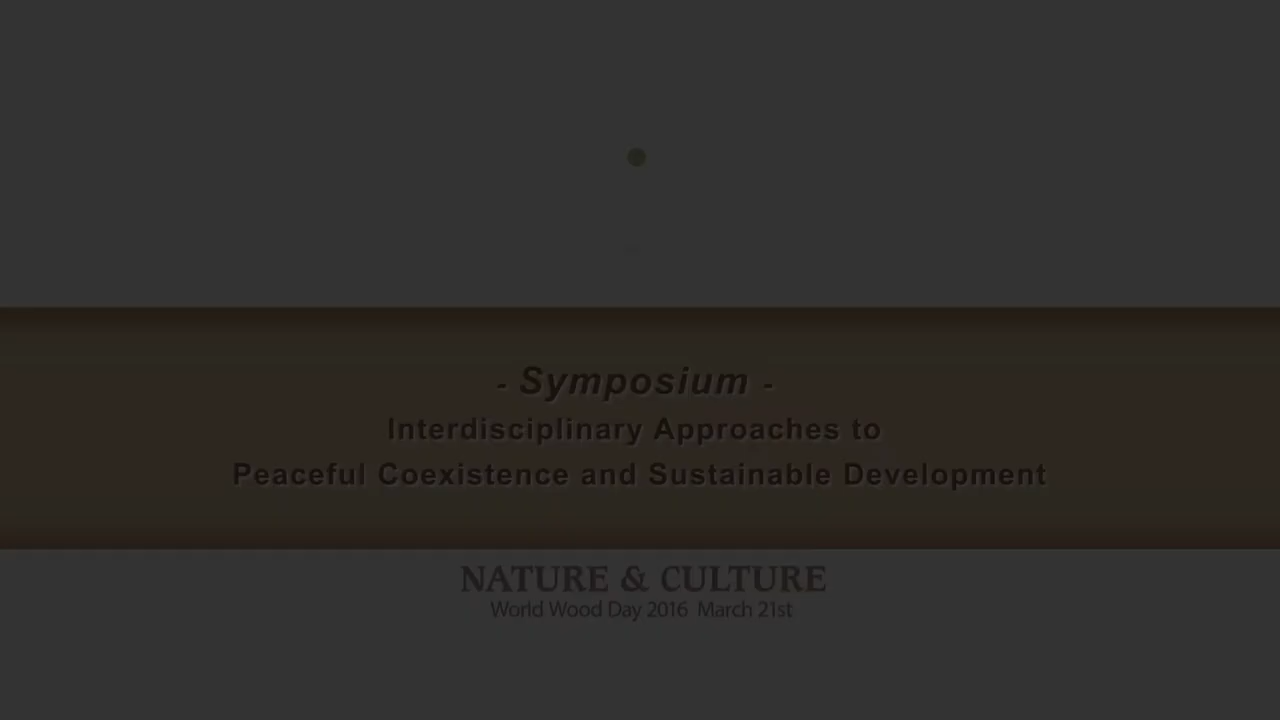 - Symposium -
Interdisciplinary Approaches to
Peaceful Coexistence and Sustainable Development
NATURE & CULTURE
World Wood Day 2016 March 21st